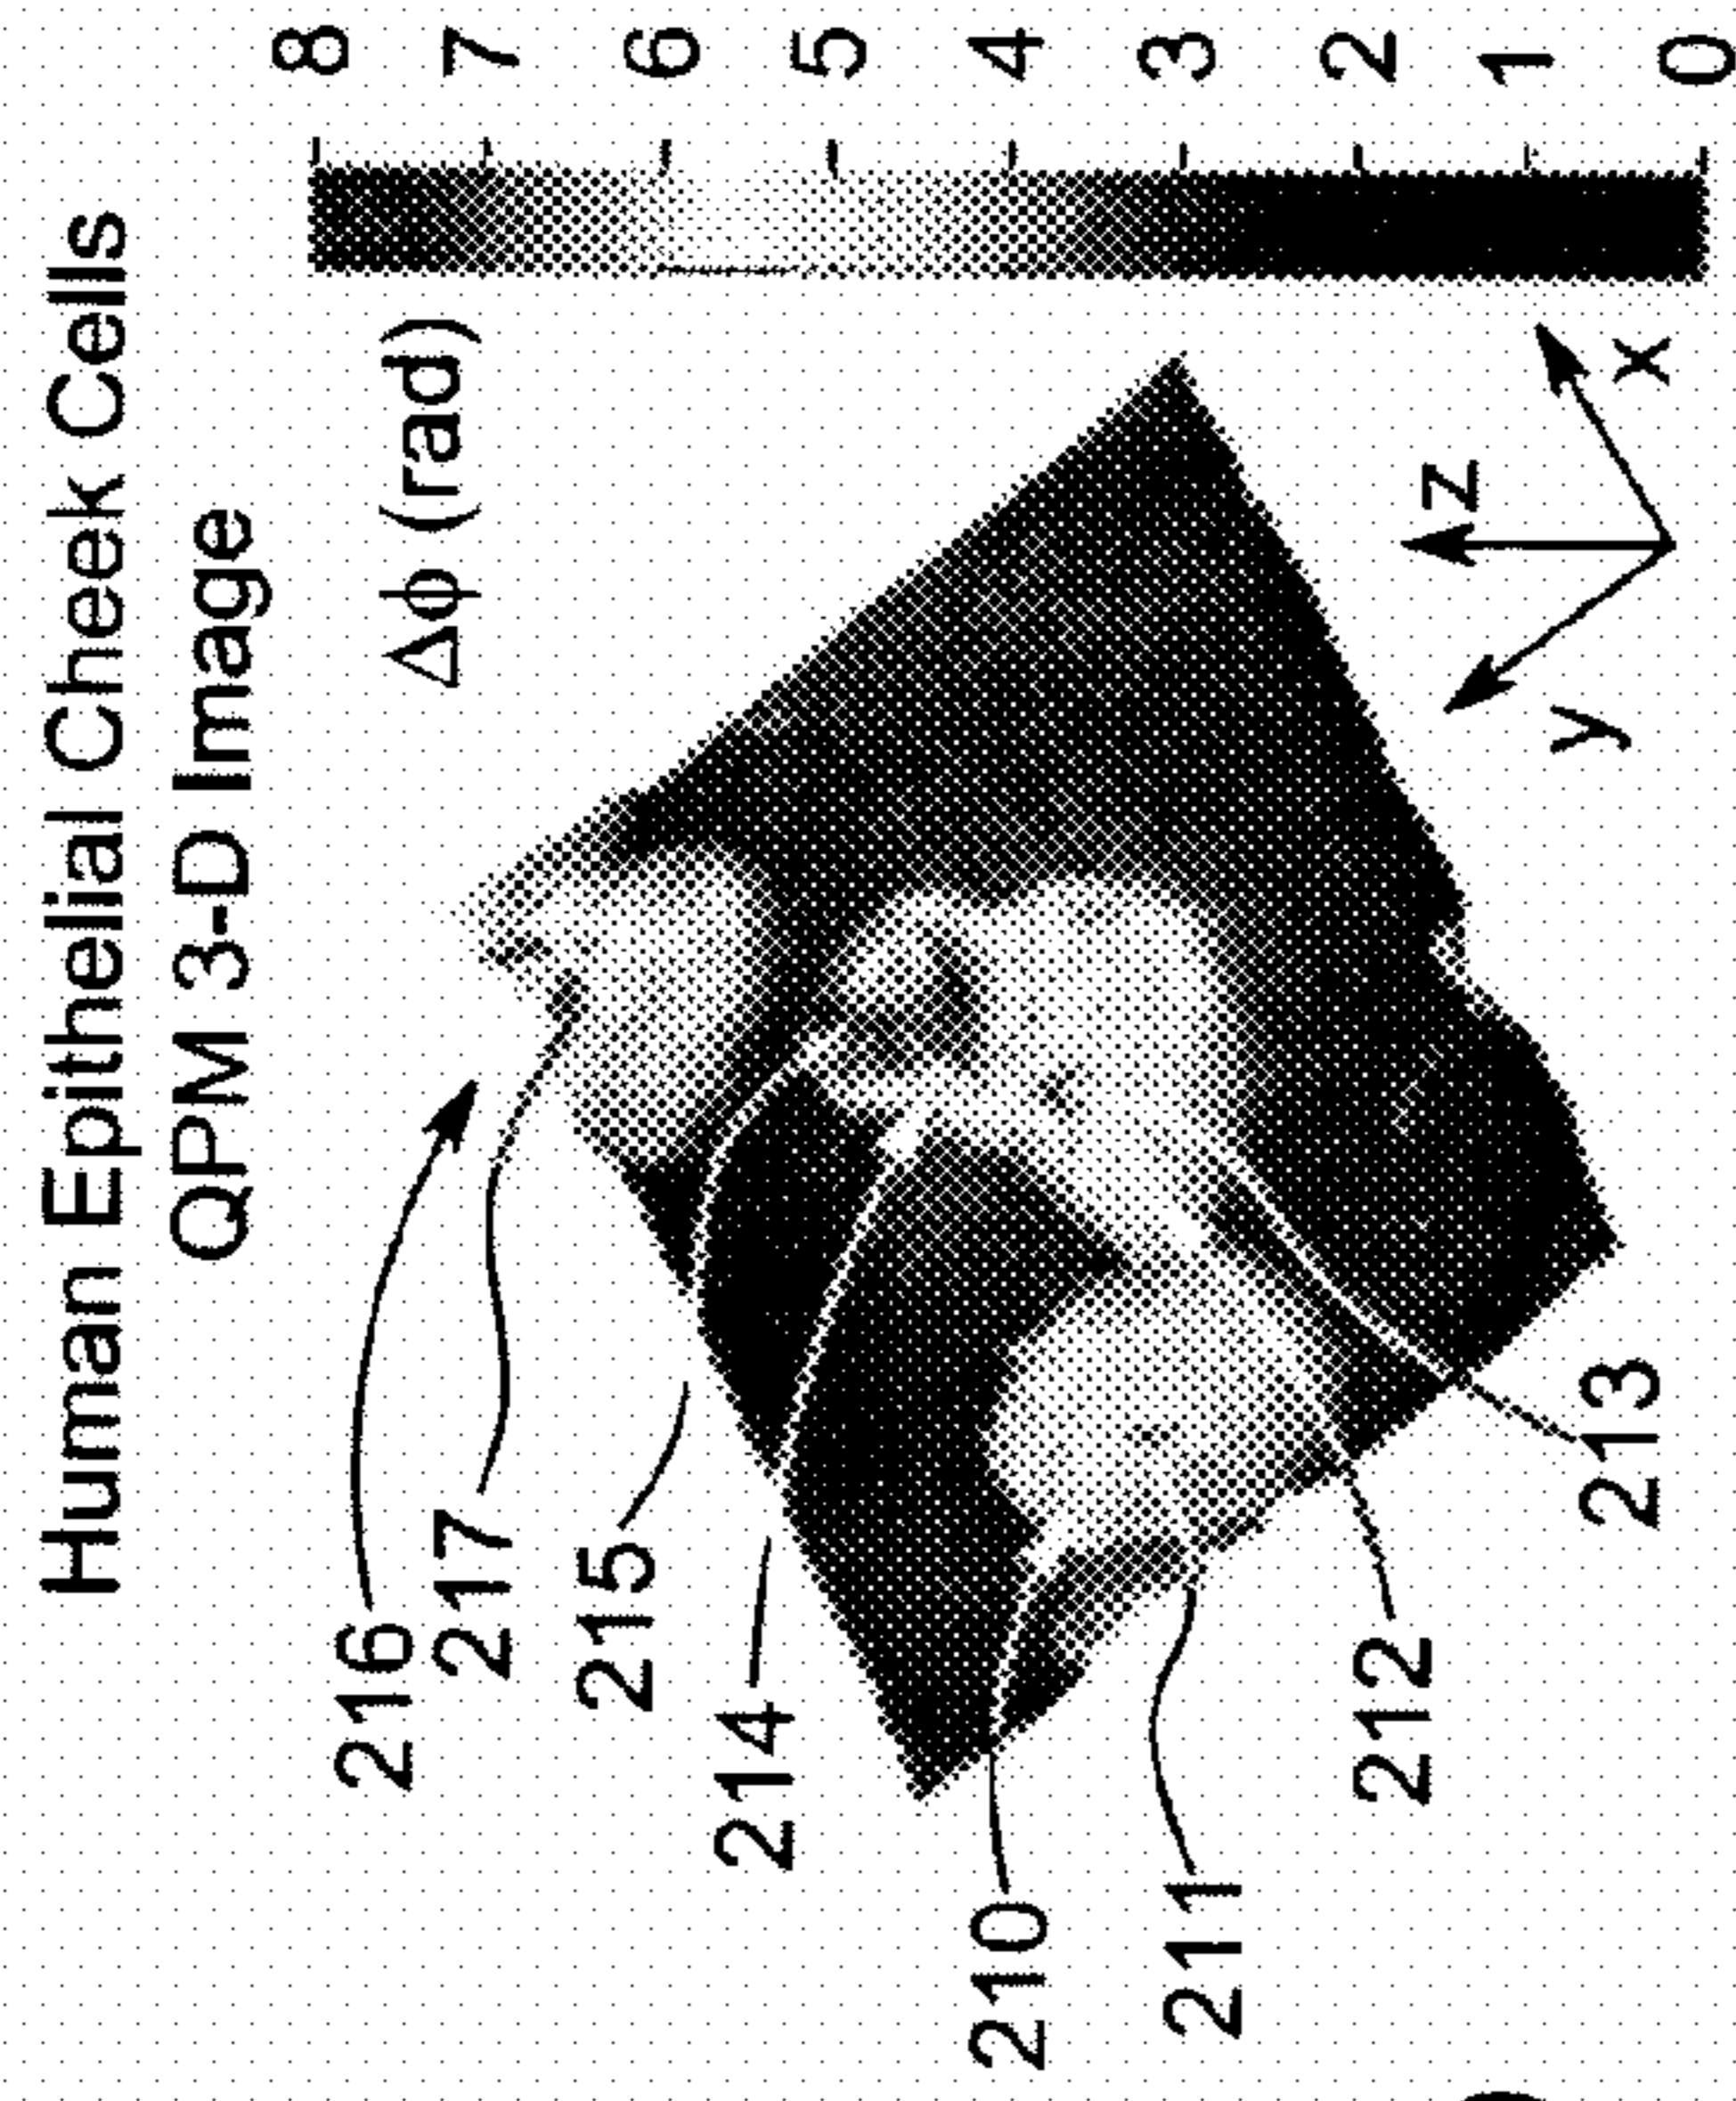 Human Epithelial Cheek Cells
QPM 3-D Image
Δϕ (rad)
8
7
6
5
4
3
2
1
0
216
217
215
214
210
211
212
213
z
y
x